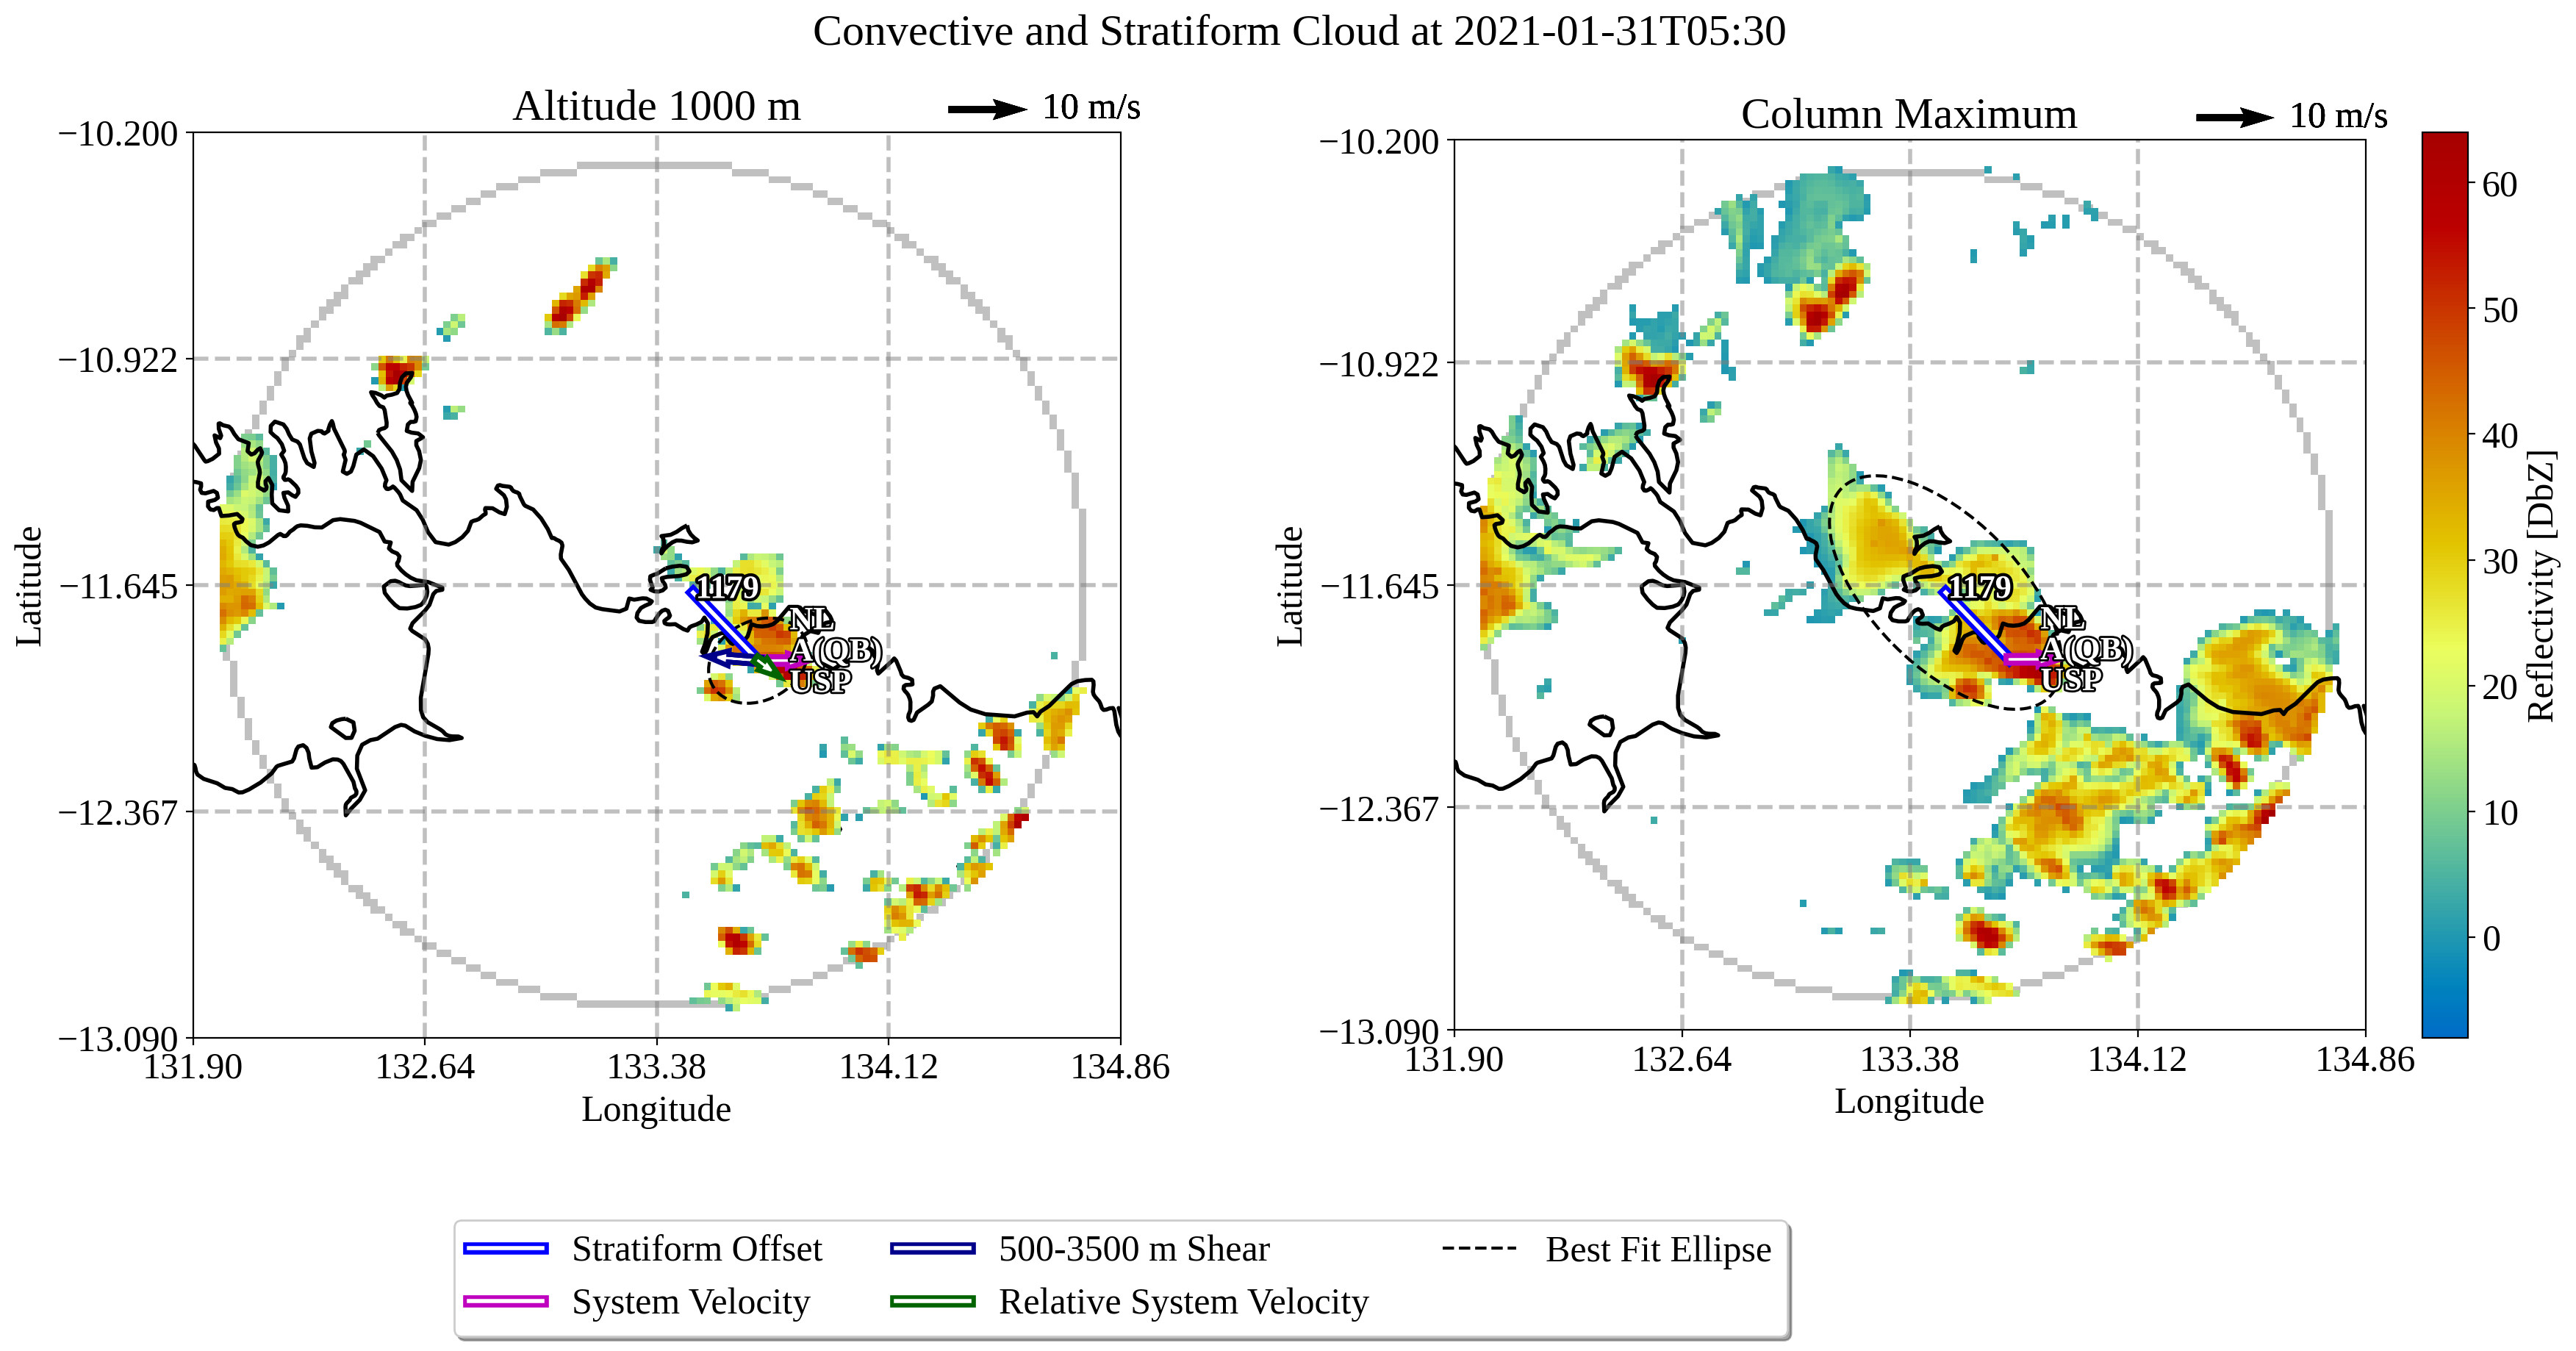 Convective and Stratiform Cloud at 2021-01-31T05:30
Altitude 1000 m
10 m/s
−10.200
−10.922
−11.645
−12.367
−13.090
131.90
132.64
133.38
134.12
134.86
Latitude
Longitude
1179
NL
A(QB)
USP
Column Maximum
10 m/s
−10.200
−10.922
−11.645
−12.367
−13.090
131.90
132.64
133.38
134.12
134.86
Latitude
Longitude
1179
NL
A(QB)
USP
60
50
40
30
20
10
0
Reflectivity [DbZ]
Stratiform Offset
System Velocity
500-3500 m Shear
Relative System Velocity
Best Fit Ellipse